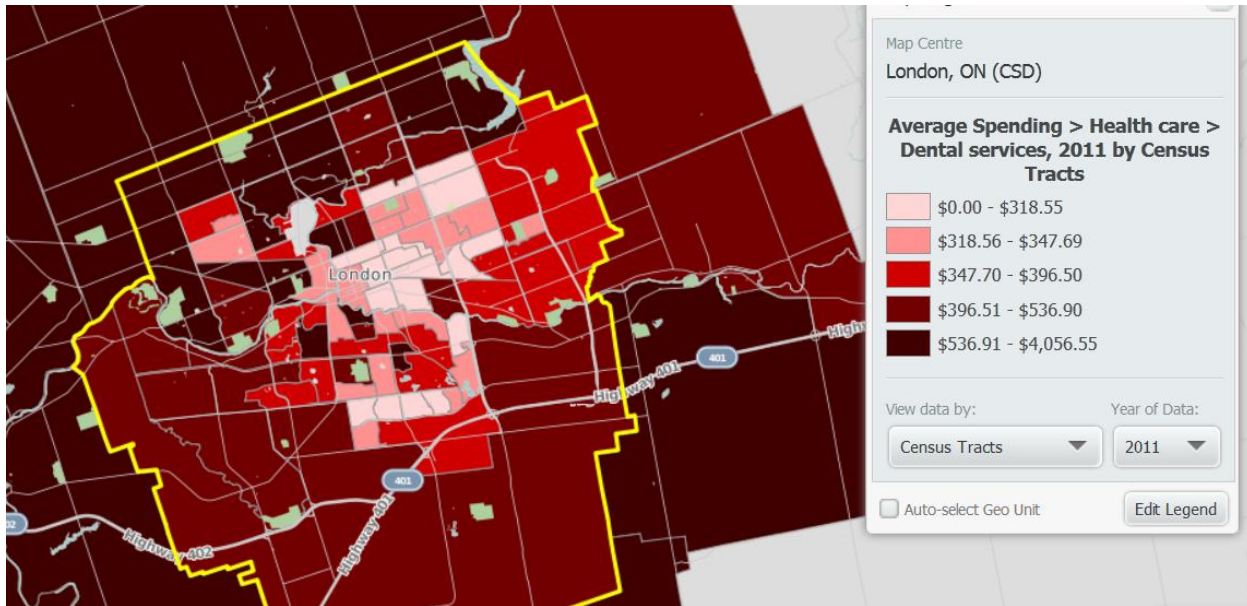 Map Centre
London, ON (CSD)
Average Spending > Health care >
Dental services, 2011 by Census
Tracts
$0.00 - $318.55
$318.56 - $347.69
$347.70 - $396.50
$396.51 - $536.90
$536.91 - $4,056.55
View data by:
Year of Data:
Census Tracts
2011
Auto-select Geo Unit
Edit Legend
London
401
Highway 401
401
Highway 401
Highway 402